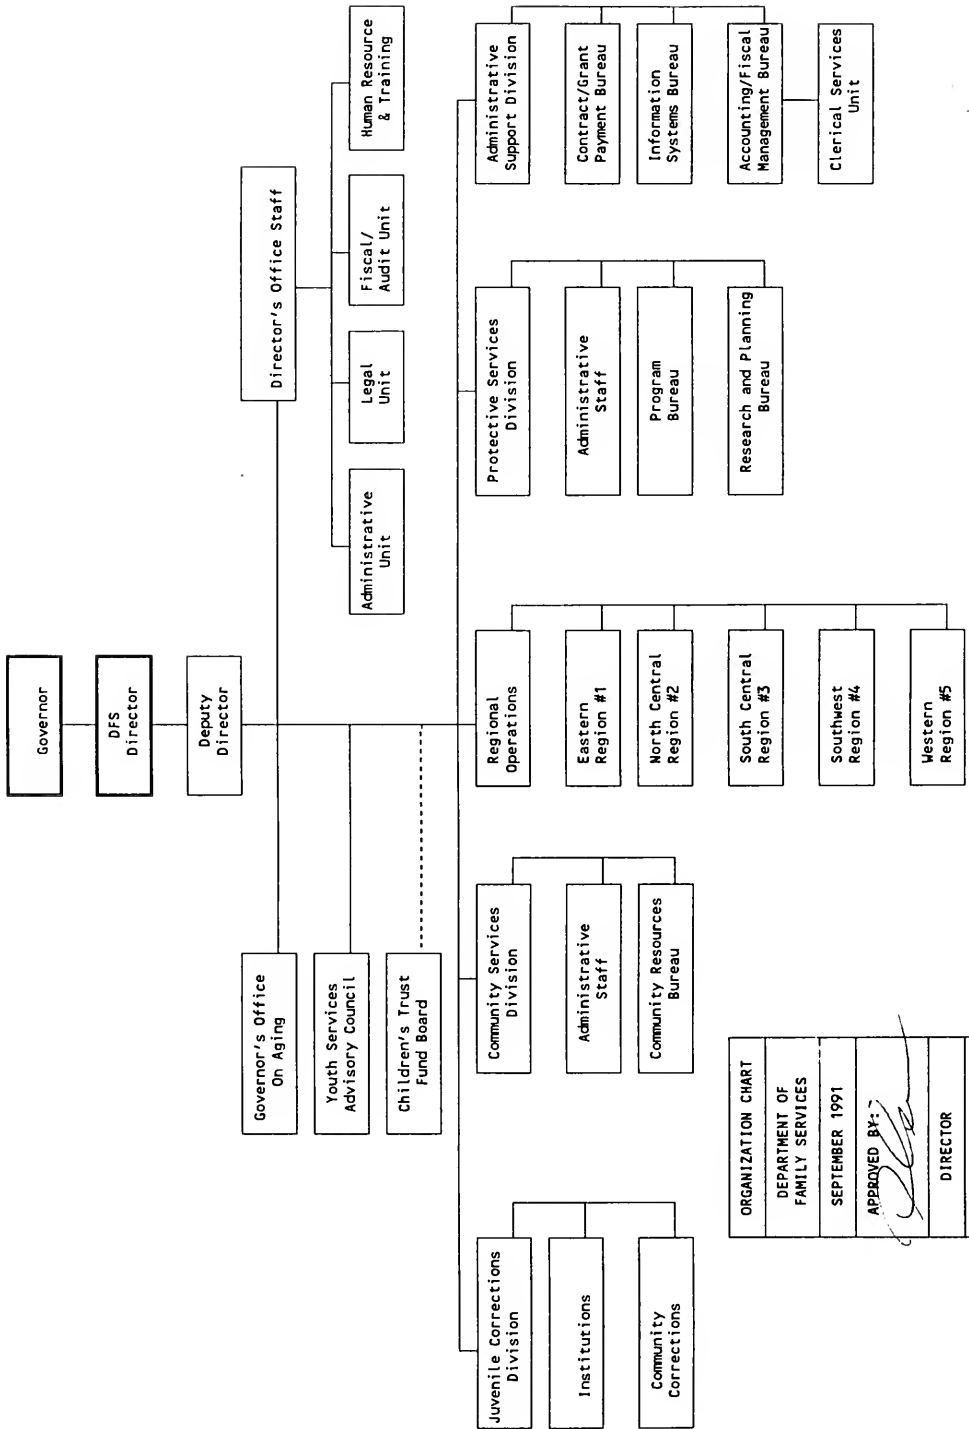 Governor
DFS
Director
Deputy
Director
Governor's Office
On Aging
Youth Services
Advisory Council
Children's Trust
Fund Board
Director's Office Staff
Administrative
Unit
Legal
Unit
Fiscal/
Audit Unit
Human Resource
& Training
Juvenile Corrections
Division
Institutions
Community
Corrections
Community Services
Division
Administrative
Staff
Community Resources
Bureau
Regional
Operations
Eastern
Region #1
North Central
Region #2
South Central
Region #3
Southwest
Region #4
Western
Region #5
Protective Services
Division
Administrative
Staff
Program
Bureau
Research and Planning
Bureau
Administrative
Support Division
Contract/Grant
Payment Bureau
Information
Systems Bureau
Accounting/Fiscal
Management Bureau
Clerical Services
Unit
ORGANIZATION CHART
DEPARTMENT OF
FAMILY SERVICES
SEPTEMBER 1991
APPROVED BY:
DIRECTOR